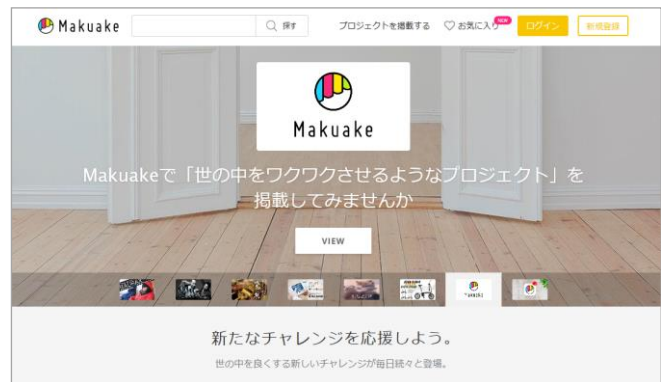 Makuake
探す
プロジェクトを掲載する
お気に入り
NEW
ログイン
新規登録
Makuake
Makuakeで「世の中をワクワクさせるようなプロジェクト」を
掲載してみませんか
VIEW
Makuake
新たなチャレンジを応援しよう。
世の中を良くする新しいチャレンジが毎日続々と登場。